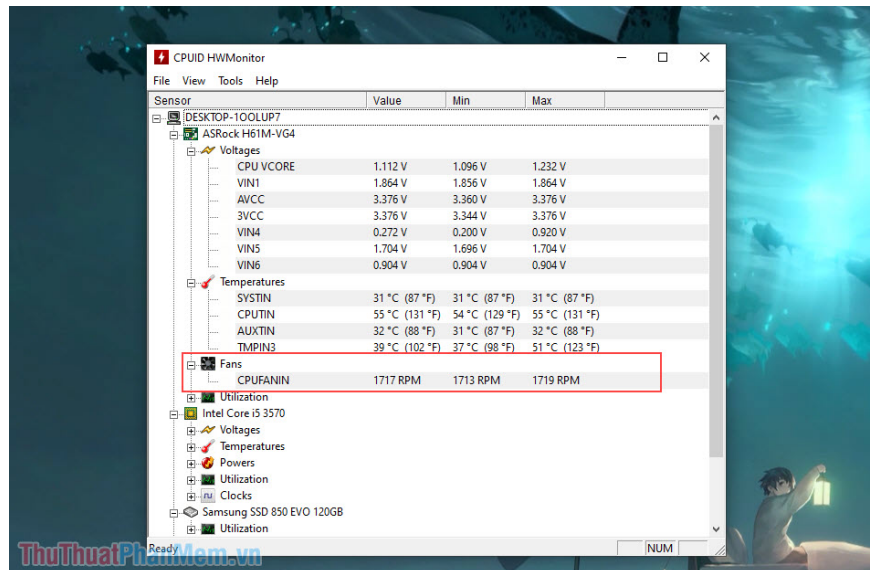 CPUID HWMonitor
File View Tools Help
Sensor Value Min Max
DESKTOP-1OOLUP7
ASRock H61M-VG4
Voltages
CPU VCORE 1.112 V 1.096 V 1.232 V
VIN1 1.864 V 1.856 V 1.864 V
AVCC 3.376 V 3.360 V 3.376 V
3VCC 3.376 V 3.344 V 3.376 V
VIN4 0.272 V 0.200 V 0.920 V
VIN5 1.704 V 1.696 V 1.704 V
VIN6 0.904 V 0.904 V 0.904 V
Temperatures
SYSTIN 31 °C (87 °F) 31 °C (87 °F) 31 °C (87 °F)
CPUTIN 55 °C (131 °F) 54 °C (129 °F) 55 °C (131 °F)
AUXTIN 32 °C (88 °F) 31 °C (87 °F) 32 °C (88 °F)
TMPIN3 39 °C (102 °F) 37 °C (98 °F) 51 °C (123 °F)
Fans
CPUFANIN 1717 RPM 1713 RPM 1719 RPM
Utilization
Intel Core i5 3570
Voltages
Temperatures
Powers
Utilization
Clocks
Samsung SSD 850 EVO 120GB
Utilization
Ready NUM
ThuThuatPhanMem.vn